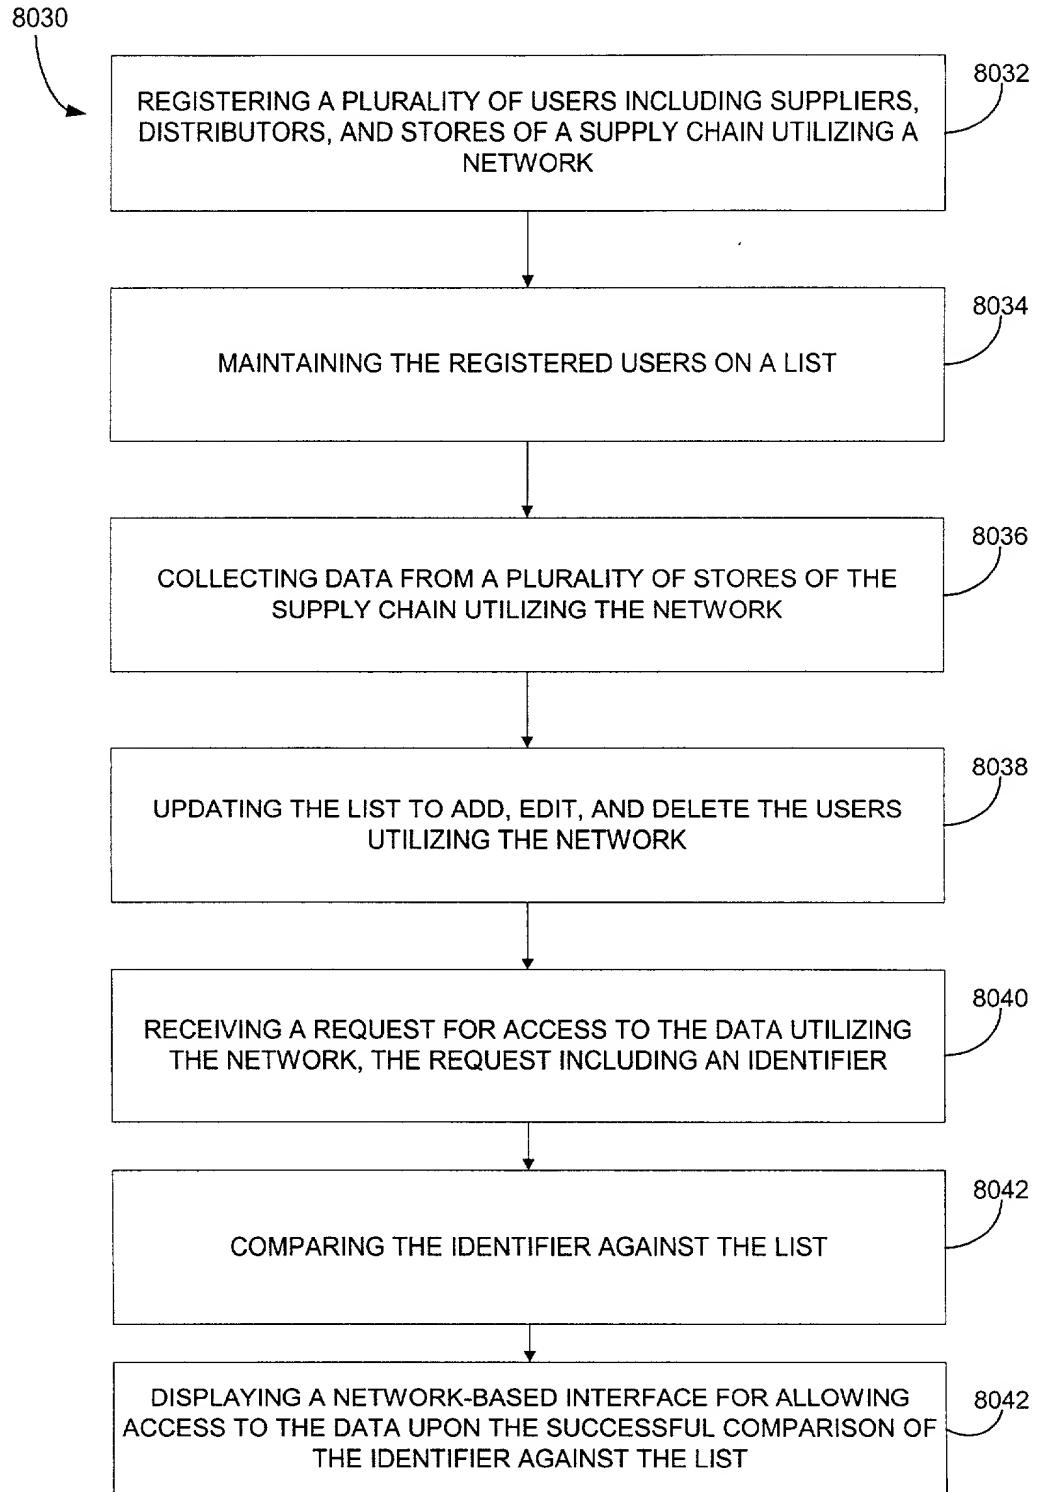 8030
8032
REGISTERING A PLURALITY OF USERS INCLUDING SUPPLIERS,
DISTRIBUTORS, AND STORES OF A SUPPLY CHAIN UTILIZING A
NETWORK
8034
MAINTAINING THE REGISTERED USERS ON A LIST
8036
COLLECTING DATA FROM A PLURALITY OF STORES OF THE
SUPPLY CHAIN UTILIZING THE NETWORK
8038
UPDATING THE LIST TO ADD, EDIT, AND DELETE THE USERS
UTILIZING THE NETWORK
8040
RECEIVING A REQUEST FOR ACCESS TO THE DATA UTILIZING
THE NETWORK, THE REQUEST INCLUDING AN IDENTIFIER
8042
COMPARING THE IDENTIFIER AGAINST THE LIST
8042
DISPLAYING A NETWORK-BASED INTERFACE FOR ALLOWING
ACCESS TO THE DATA UPON THE SUCCESSFUL COMPARISON OF
THE IDENTIFIER AGAINST THE LIST